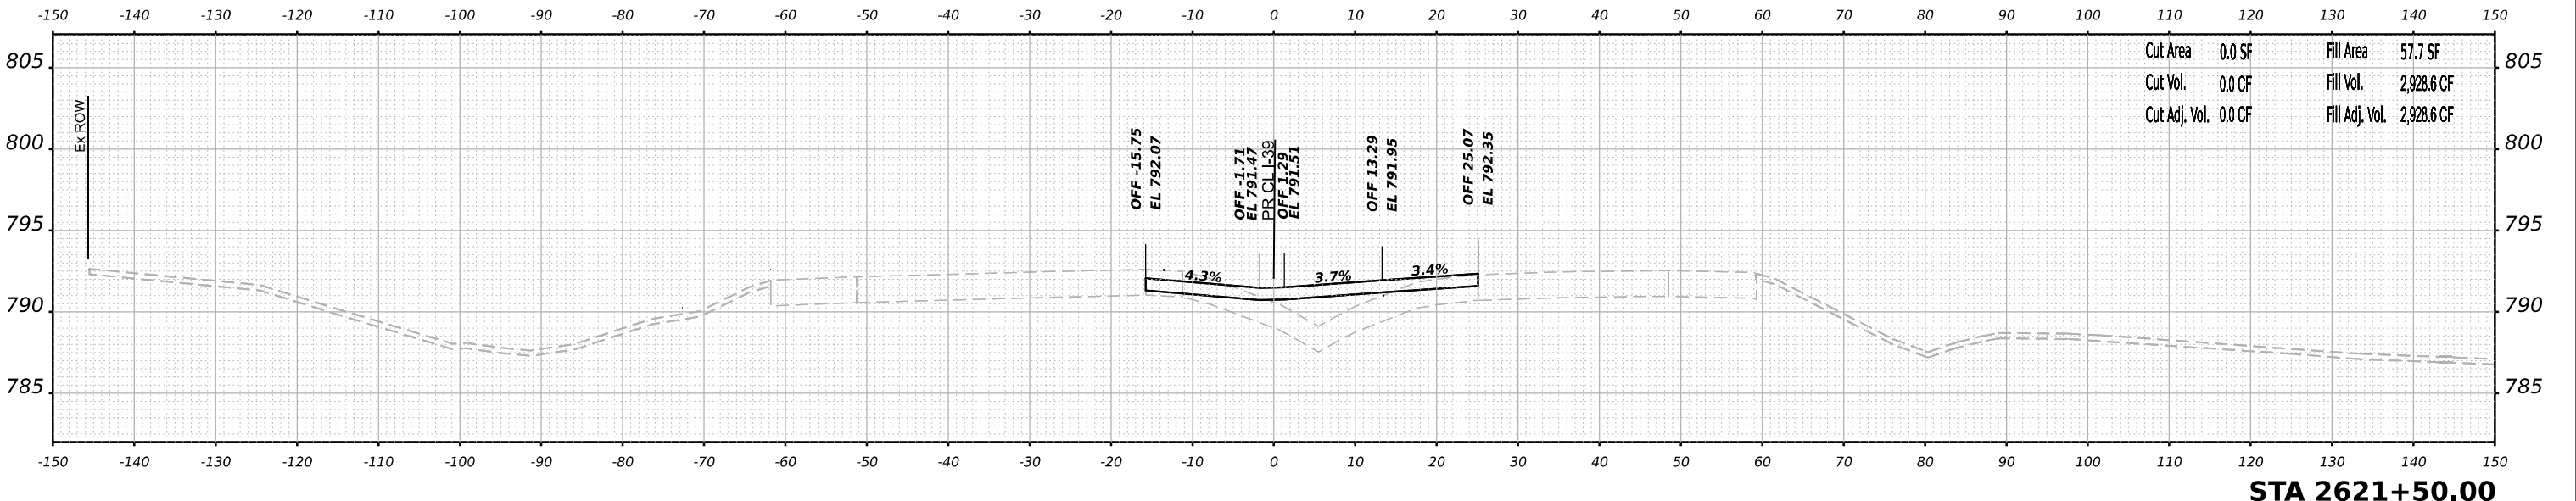 -150 -140 -130 -120 -110 -100 -90 -80 -70 -60 -50 -40 -30 -20 -10 0 10 20 30 40 50 60 70 80 90 100 110 120 130 140 150
Cut Area 0.0 SF Fill Area 57.7 SF
805 805
Cut Vol. 0.0 CF Fill Vol. 2,928.6 CF
Cut Adj. Vol. 0.0 CF Fill Adj. Vol. 2,928.6 CF
Ex ROW
800 800
OFF -15.75
EL 792.07
OFF -1.71
EL 791.47
PR CL I-39
OFF 1.29
EL 791.51
OFF 13.29
EL 791.95
OFF 25.07
EL 792.35
795 795
4.3% 3.7% 3.4%
790 790
785 785
-150 -140 -130 -120 -110 -100 -90 -80 -70 -60 -50 -40 -30 -20 -10 0 10 20 30 40 50 60 70 80 90 100 110 120 130 140 150
STA 2621+50.00